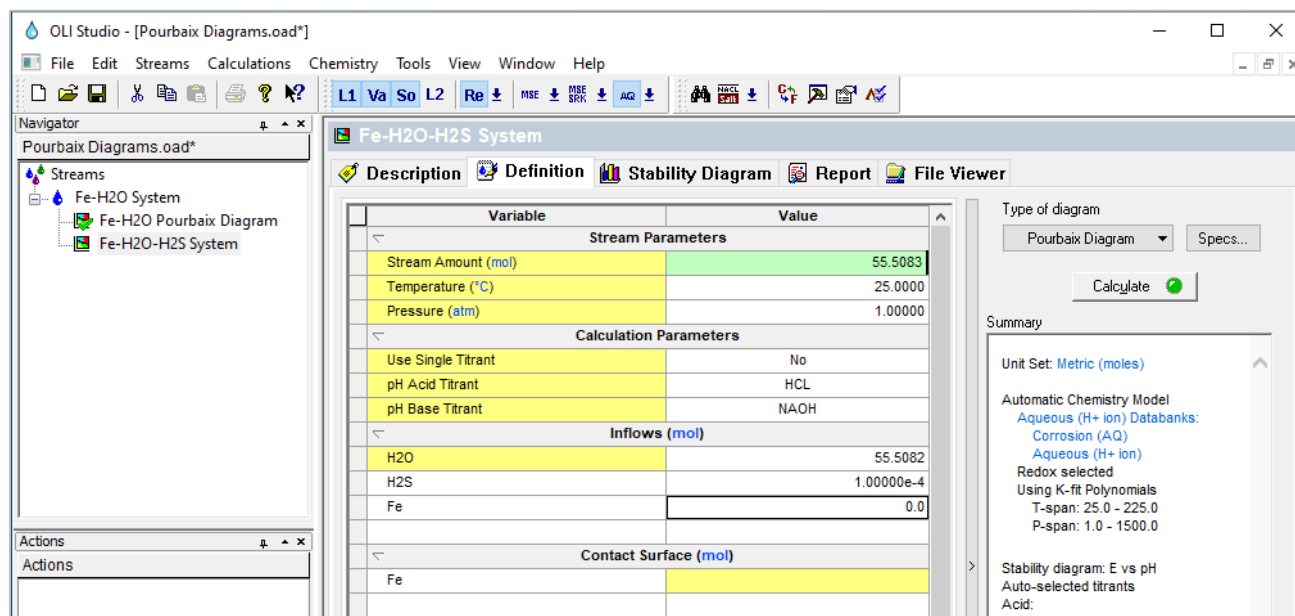 OLI Studio - [Pourbaix Diagrams.oad*]
File Edit Streams Calculations Chemistry Tools View Window Help
L1 Va So L2 Re MSE MSE SRK AQ NACL
Navigator
Pourbaix Diagrams.oad*
Streams
Fe-H2O System
Fe-H2O Pourbaix Diagram
Fe-H2O-H2S System
Actions
Actions
Fe-H2O-H2S System
Description Definition Stability Diagram Report File Viewer
Variable Value
Stream Parameters
Stream Amount (mol) 55.5083
Temperature (°C) 25.0000
Pressure (atm) 1.00000
Calculation Parameters
Use Single Titrant No
pH Acid Titrant HCL
pH Base Titrant NAOH
Inflows (mol)
H2O 55.5082
H2S 1.00000e-4
Fe 0.0
Contact Surface (mol)
Fe
Type of diagram
Pourbaix Diagram Specs...
Calculate
Summary
Unit Set: Metric (moles)
Automatic Chemistry Model
Aqueous (H+ ion) Databanks:
Corrosion (AQ)
Aqueous (H+ ion)
Redox selected
Using K-fit Polynomials
T-span: 25.0 - 225.0
P-span: 1.0 - 1500.0
Stability diagram: E vs pH
Auto-selected titrants
Acid: